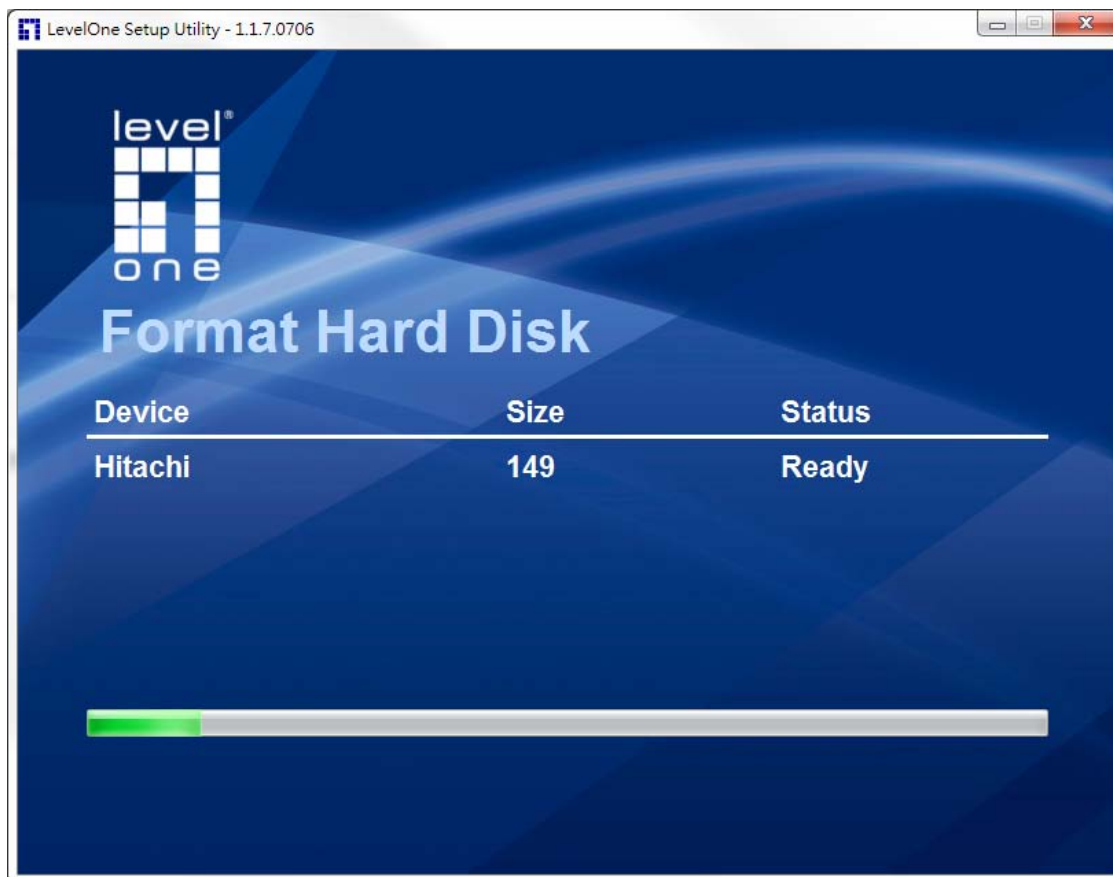 LevelOne Setup Utility - 1.1.7.0706
level®
one
Format Hard Disk
Device Size Status
Hitachi 149 Ready